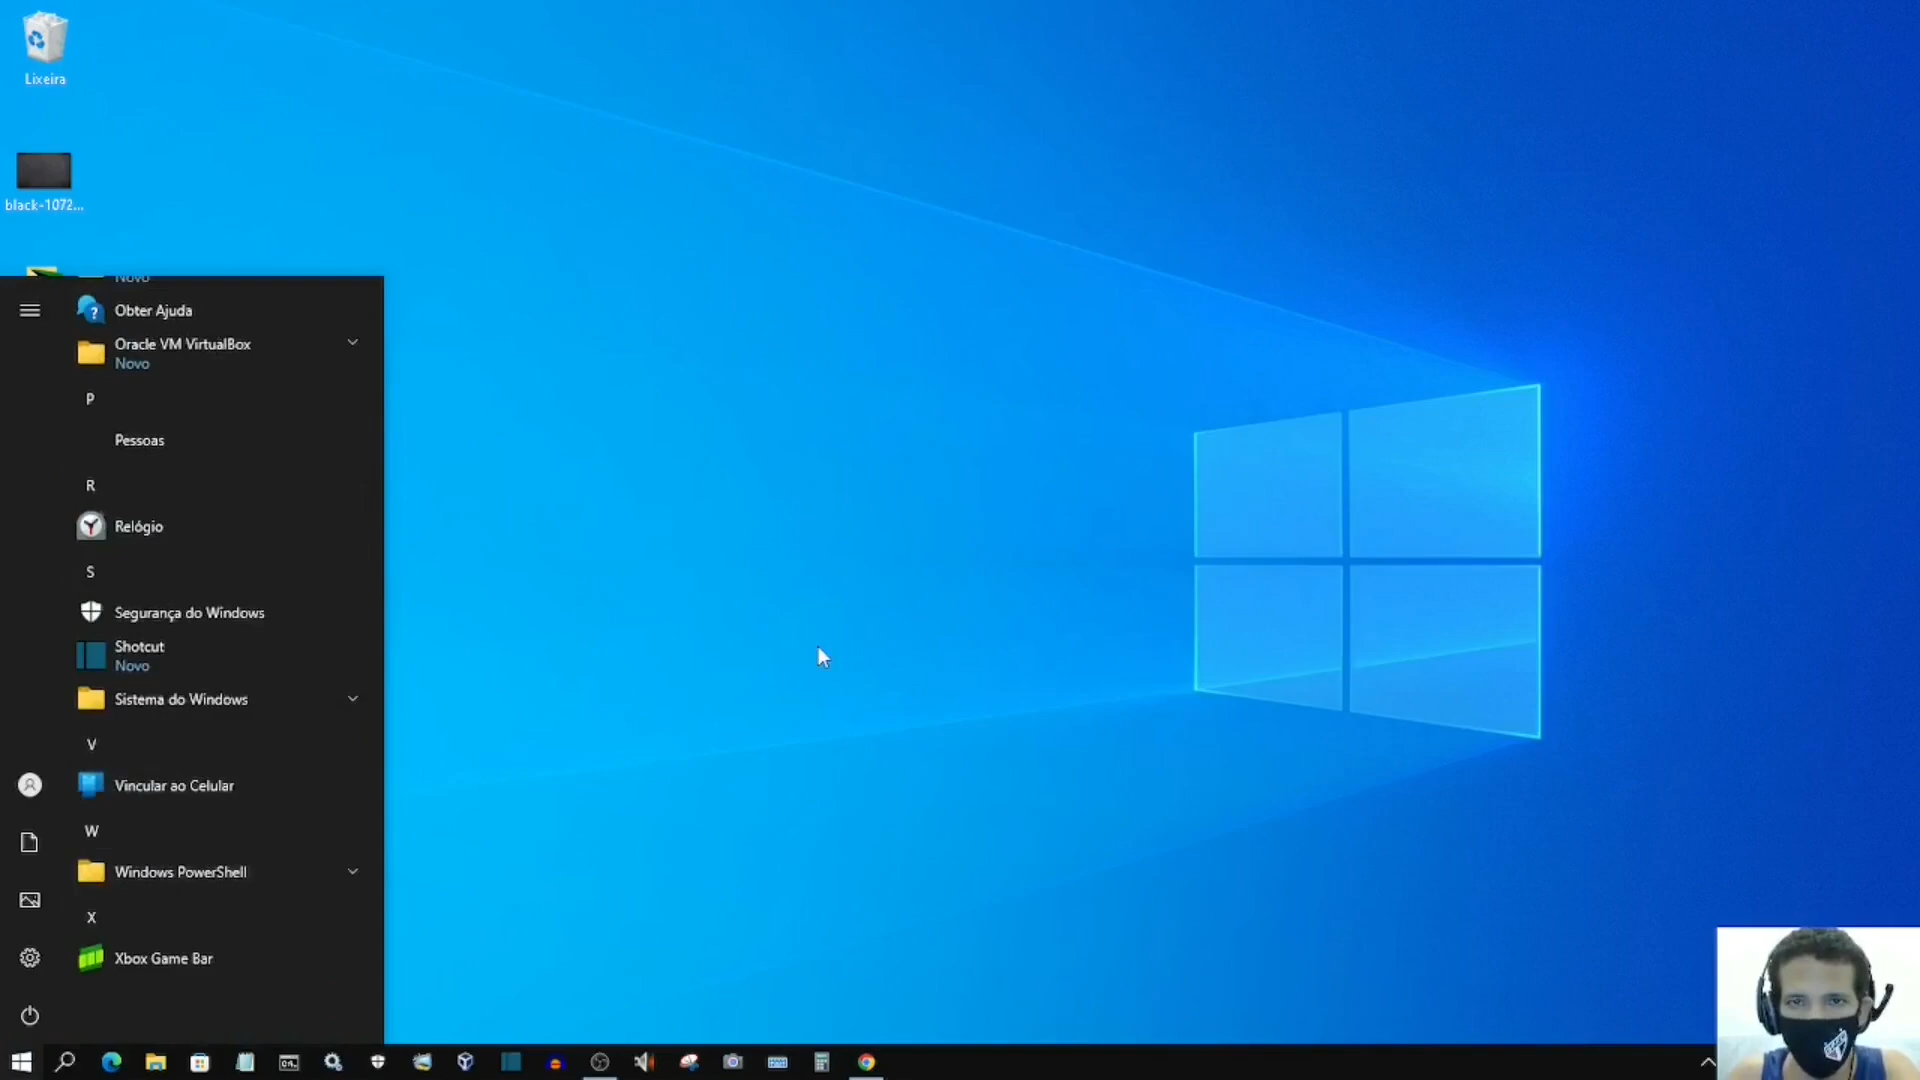 Lixeira
black-1072...
Novo
Obter Ajuda
Oracle VM VirtualBox
Novo
P
Pessoas
R
Relógio
S
Segurança do Windows
Shotcut
Novo
Sistema do Windows
V
Vincular ao Celular
W
Windows PowerShell
X
Xbox Game Bar